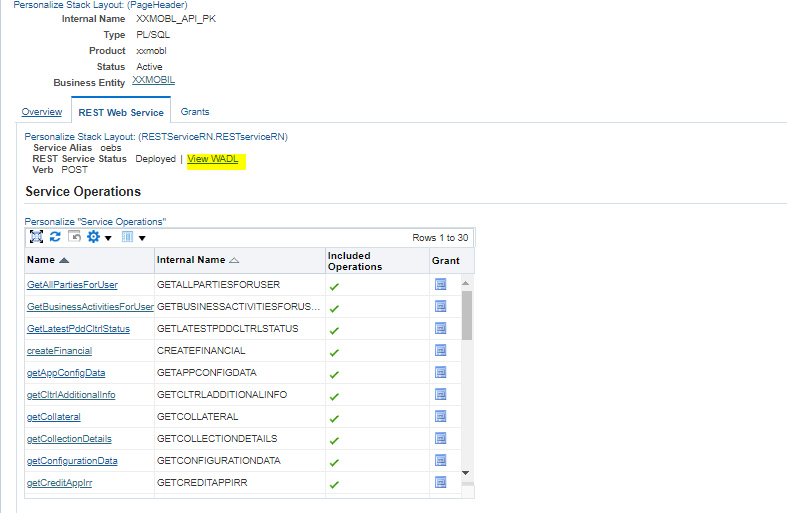 Personalize Stack Layout: (PageHeader)
Internal Name XXMOBL_API_PK
Type PL/SQL
Product xxmobl
Status Active
Business Entity XXMOBIL
Overview REST Web Service Grants
Personalize Stack Layout: (RESTServiceRN.RESTserviceRN)
Service Alias oebs
REST Service Status Deployed | View WADL
Verb POST
Service Operations
Personalize "Service Operations"
Rows 1 to 30
Name Internal Name Included Operations Grant
GetAllPartiesForUser GETALLPARTIESFORUSER
GetBusinessActivitiesForUser GETBUSINESSACTIVITIESFORUS...
GetLatestPddCltrlStatus GETLATESTPDDCLTRLSTATUS
createFinancial CREATEFINANCIAL
getAppConfigData GETAPPCONFIGDATA
getCltrlAdditionalInfo GETCLTRLADDITIONALINFO
getCollateral GETCOLLATERAL
getCollectionDetails GETCOLLECTIONDETAILS
getConfigurationData GETCONFIGURATIONDATA
getCreditAppIrr GETCREDITAPPIRR